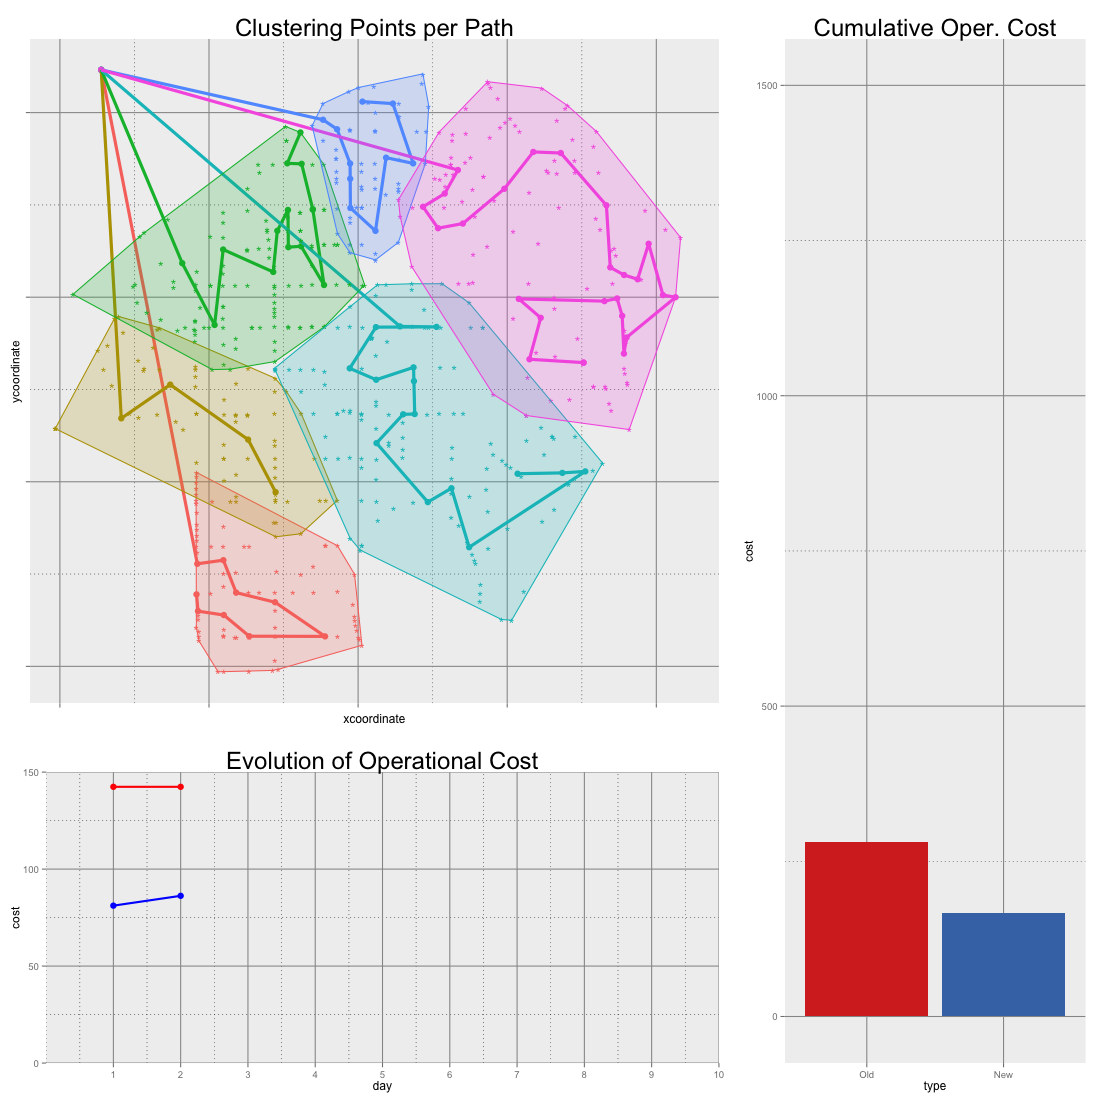 Clustering Points per Path
ycoordinate
xcoordinate
Evolution of Operational Cost
150
100
50
0
cost
1 2 3 4 5 6 7 8 9 10
day
Cumulative Oper. Cost
1500
1000
500
0
cost
Old New
type